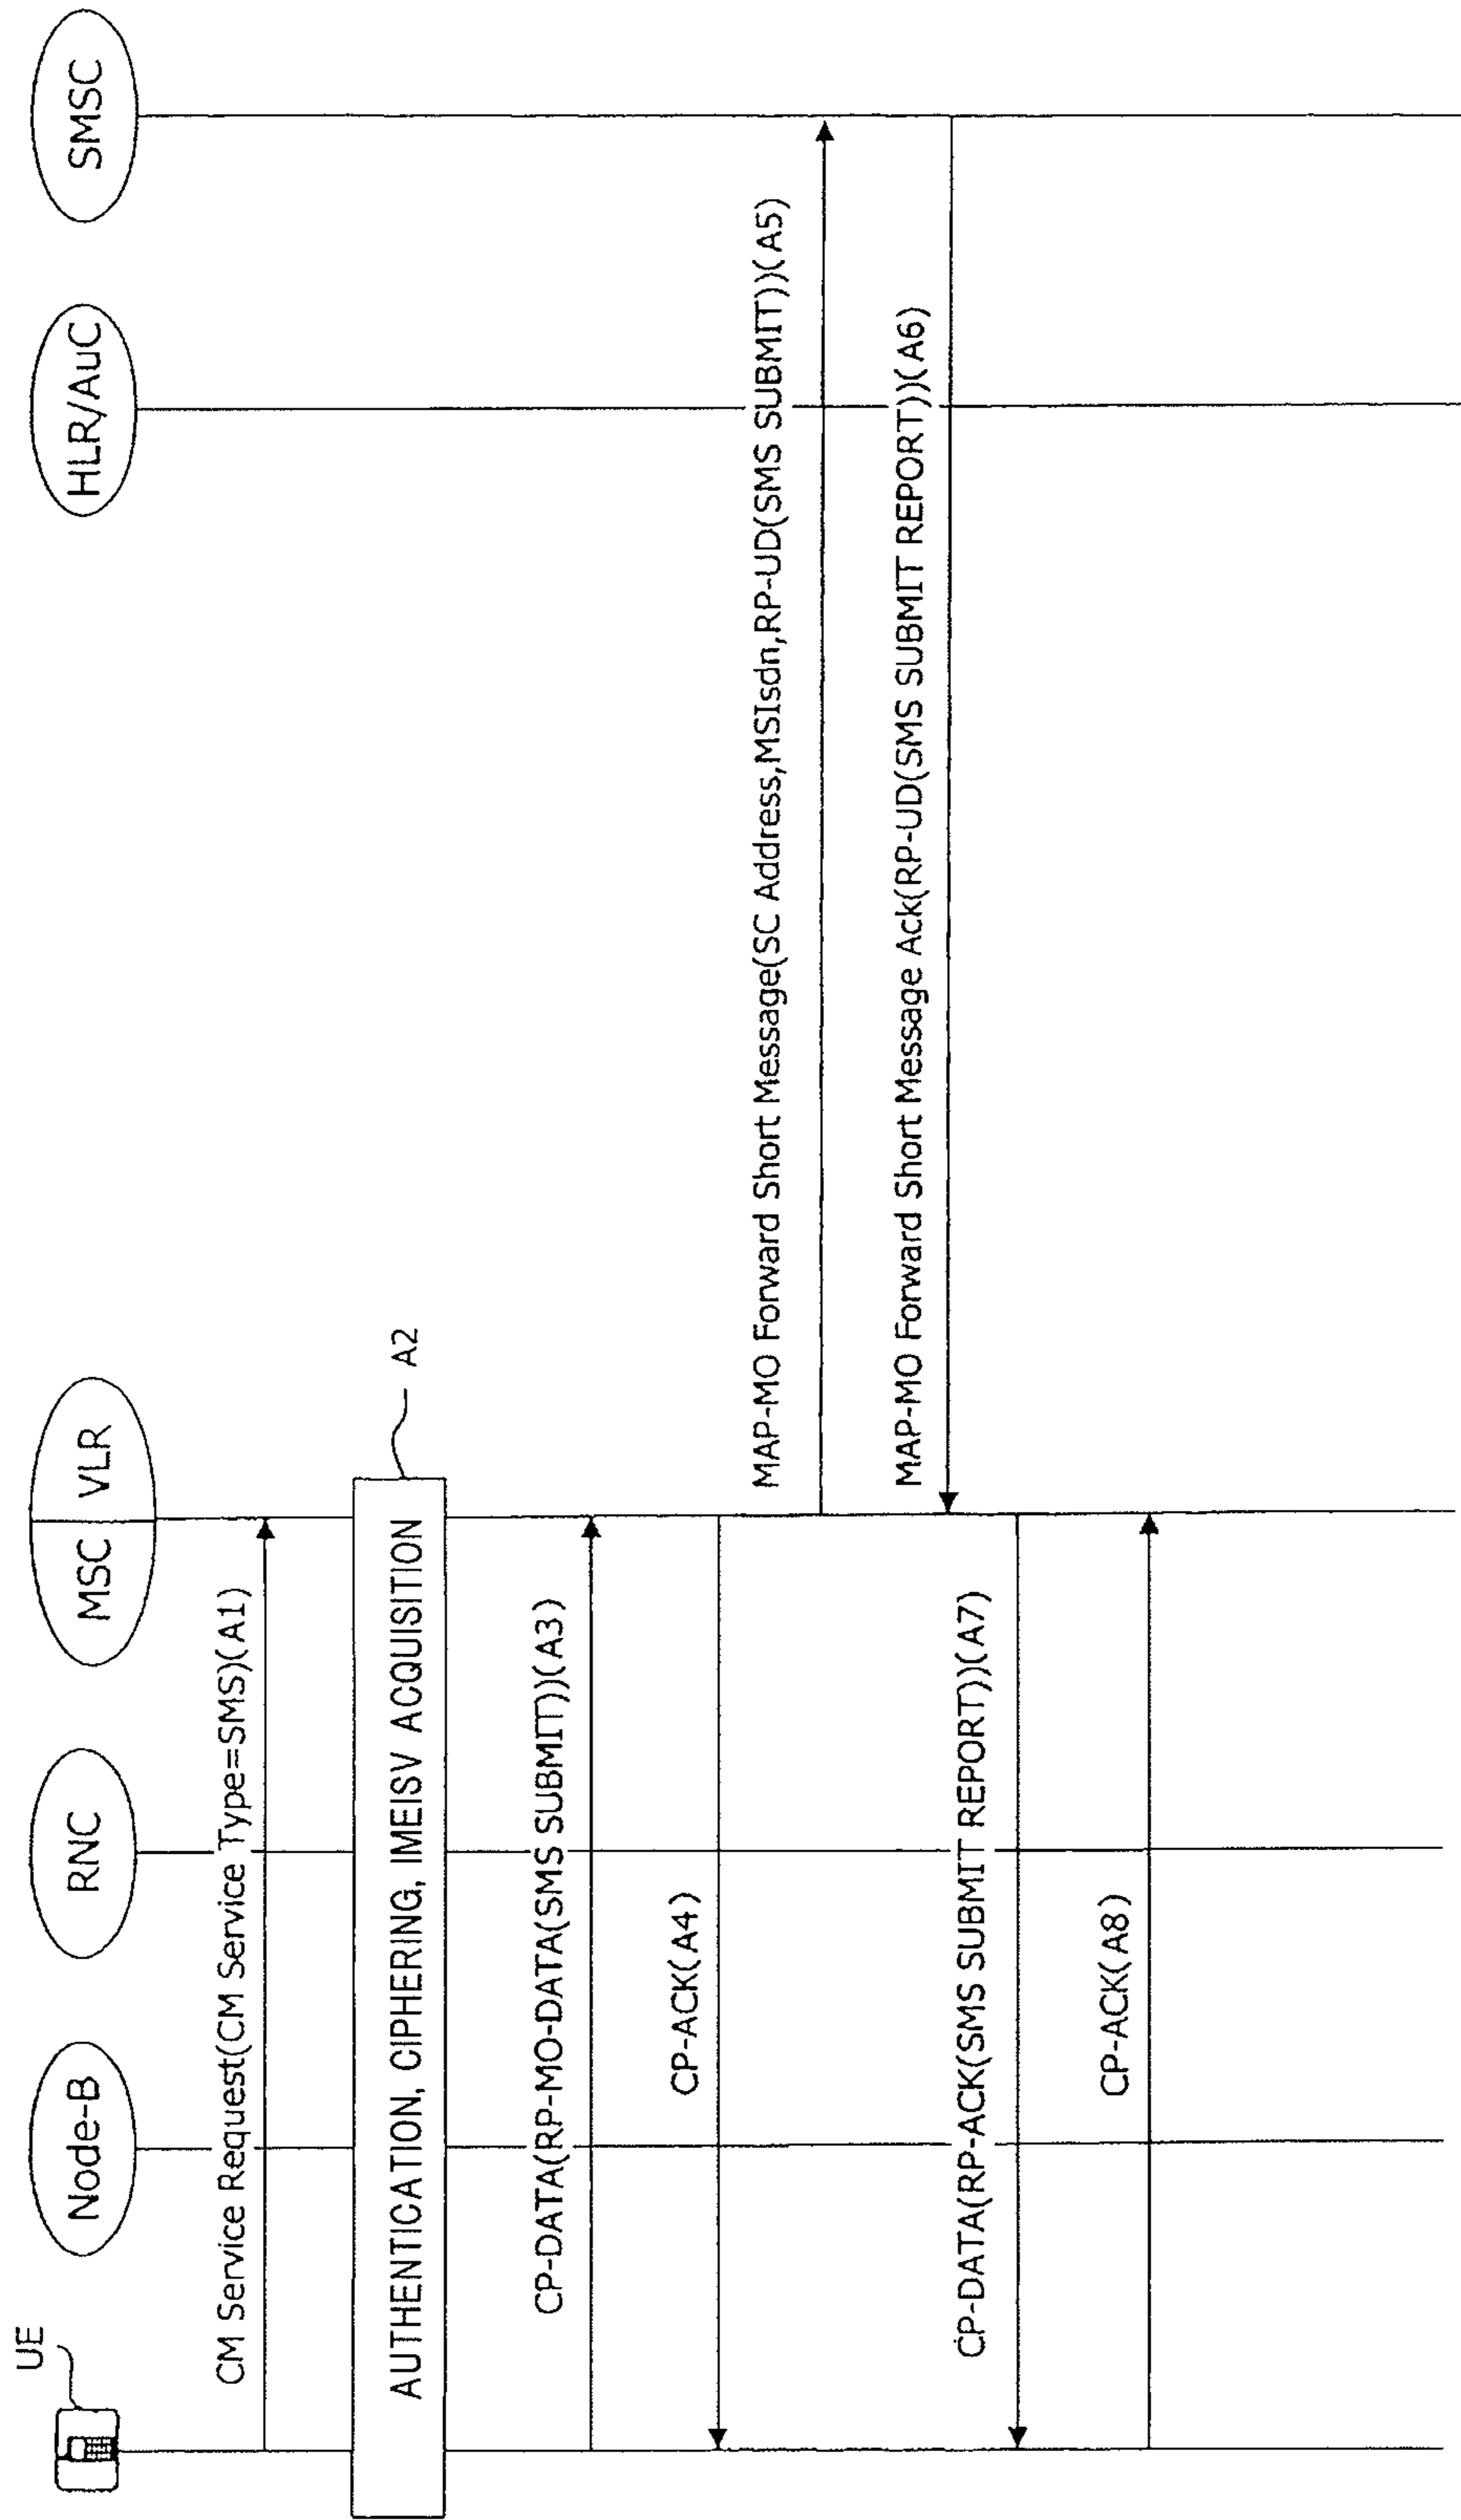 UE
Node-B
RNC
MSC VLR
HLR/AuC
SMSC
CM Service Request(CM Service Type=SMS)(A1)
AUTHENTICATION, CIPHERING, IMEISV ACQUISITION
A2
CP-DATA(RP-MO-DATA(SMS SUBMIT))(A3)
CP-ACK(A4)
MAP-MO Forward Short Message(SC Address,MSIsdn,RP-UD(SMS SUBMIT))(A5)
MAP-MO Forward Short Message Ack(RP-UD(SMS SUBMIT REPORT))(A6)
CP-DATA(RP-ACK(SMS SUBMIT REPORT))(A7)
CP-ACK(A8)